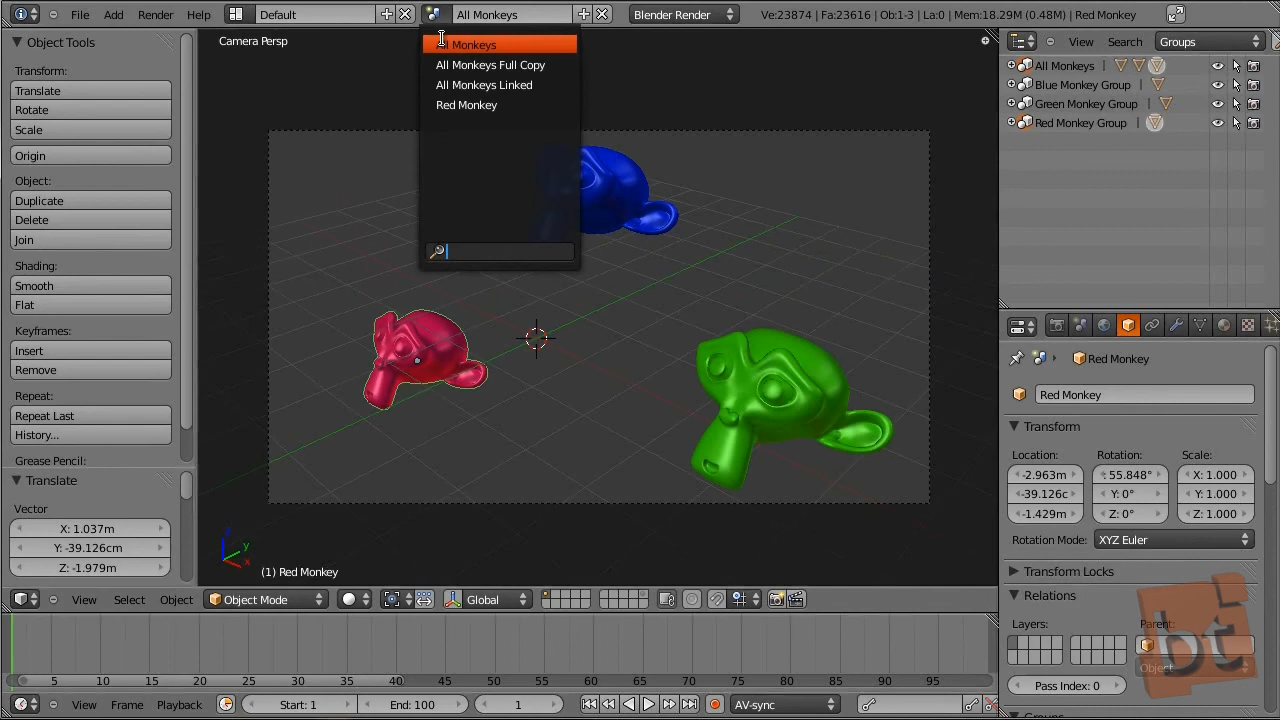 File Add Render Help Default All Monkeys Blender Render Ve:23874 | Fa:23616 | Ob:1-3 | La:0 | Mem:18.29M (0.48M) | Red Monkey
Object Tools
Transform:
Translate
Rotate
Scale
Origin
Object:
Duplicate
Delete
Join
Shading:
Smooth
Flat
Keyframes:
Insert
Remove
Repeat:
Repeat Last
History...
Grease Pencil:
Translate
Vector
X: 1.037m
Y: -39.126cm
Z: -1.979m
Camera Persp
All Monkeys
All Monkeys Full Copy
All Monkeys Linked
Red Monkey
y
x
(1) Red Monkey
View Select Object Object Mode Global
View Search Groups
All Monkeys
Blue Monkey Group
Green Monkey Group
Red Monkey Group
Red Monkey
Red Monkey
Transform
Location: Rotation: Scale:
-2.963m : 55.848° X: 1.000
-39.126c Y: 0° Y: 1.000
-1.429m Z: 0° Z: 1.000
Rotation Mode: XYZ Euler
Transform Locks
Relations
Layers: Parent:
Object
Pass Index: 0
bt
5 10 15 20 25 30 35 40 45 50 55 60 65 70 75 80 85 90 95
View Frame Playback Start: 1 End: 100 1 AV-sync